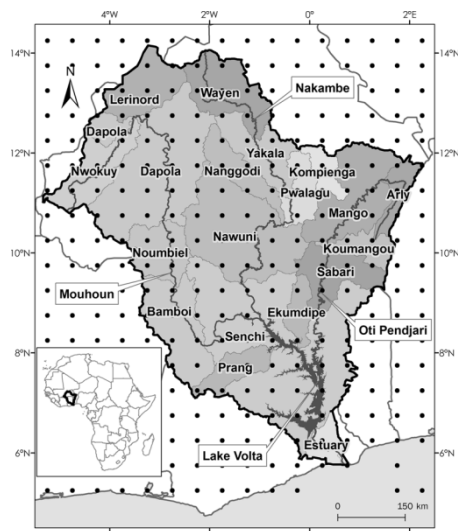 4°W 2°W 0° 2°E
14°N
14°N
N
Wayen
Nakambe
Lerinord
Dapola
12°N
12°N
Yakala
Nwokuy Dapola Nanggodi Kompienga
Pwalagu Arly
Mango
Nawuni Koumangou
10°N
10°N
Noumbiel
Sabari
Mouhoun
Oti Pendjari
Bamboi Ekumdipe
Senchi
8°N
8°N
Prang
Lake Volta
Estuary
6°N
6°N
0 150 km